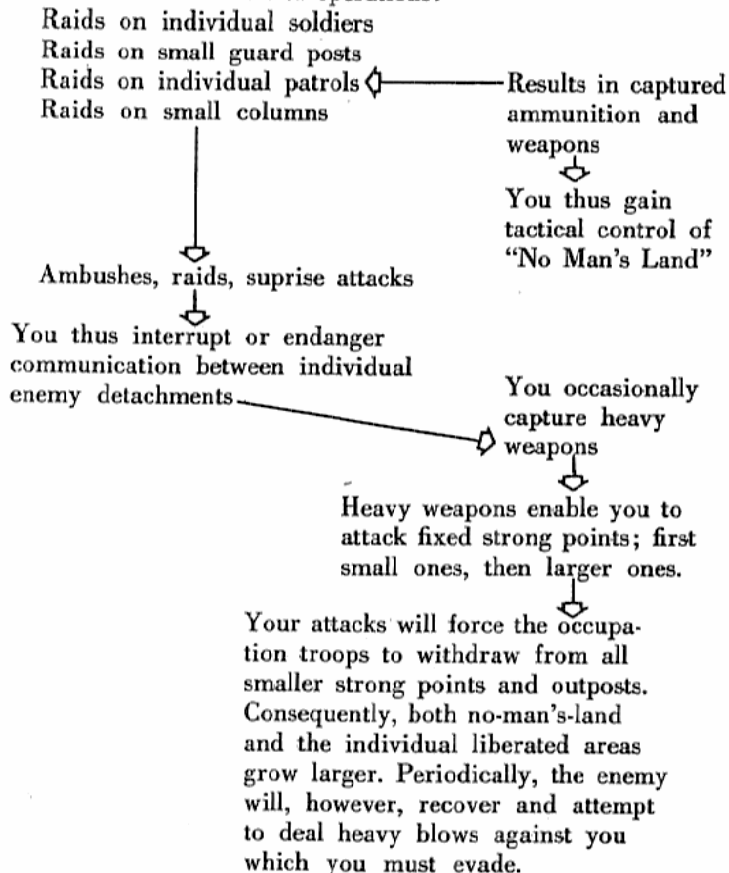 Raids on individual soldiers
Raids on small guard posts
Raids on individual patrols
Raids on small columns
Results in captured
ammunition and
weapons
You thus gain
tactical control of
“No Man’s Land”
Ambushes, raids, suprise attacks
You thus interrupt or endanger
communication between individual
enemy detachments
You occasionally
capture heavy
weapons
Heavy weapons enable you to
attack fixed strong points; first
small ones, then larger ones.
Your attacks will force the occupa-
tion troops to withdraw from all
smaller strong points and outposts.
Consequently, both no-man’s-land
and the individual liberated areas
grow larger. Periodically, the enemy
will, however, recover and attempt
to deal heavy blows against you
which you must evade.